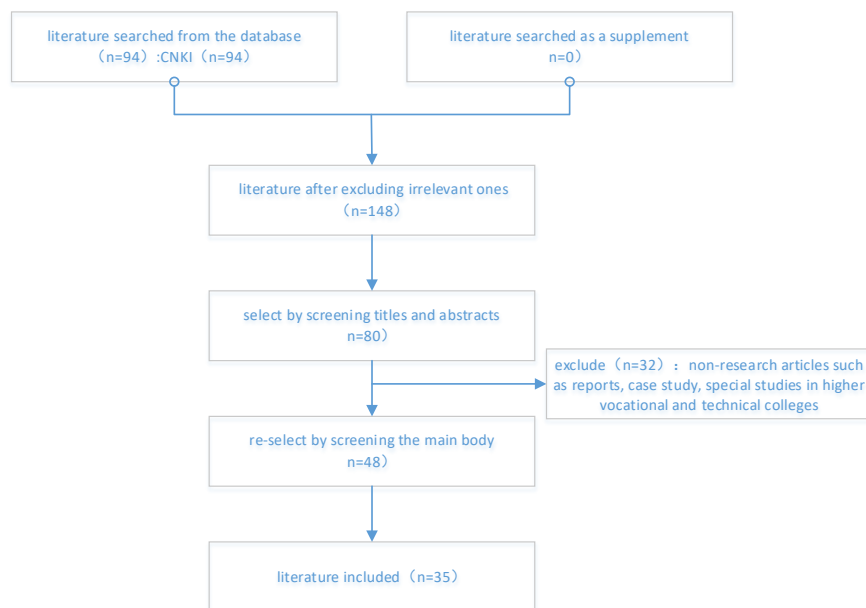 literature searched from the database
（n=94）:CNKI（n=94）
literature searched as a supplement
n=0）
literature after excluding irrelevant ones
（n=148）
select by screening titles and abstracts
n=80）
exclude（n=32）：non-research articles such
as reports, case study, special studies in higher
vocational and technical colleges
re-select by screening the main body
n=48）
literature included（n=35）